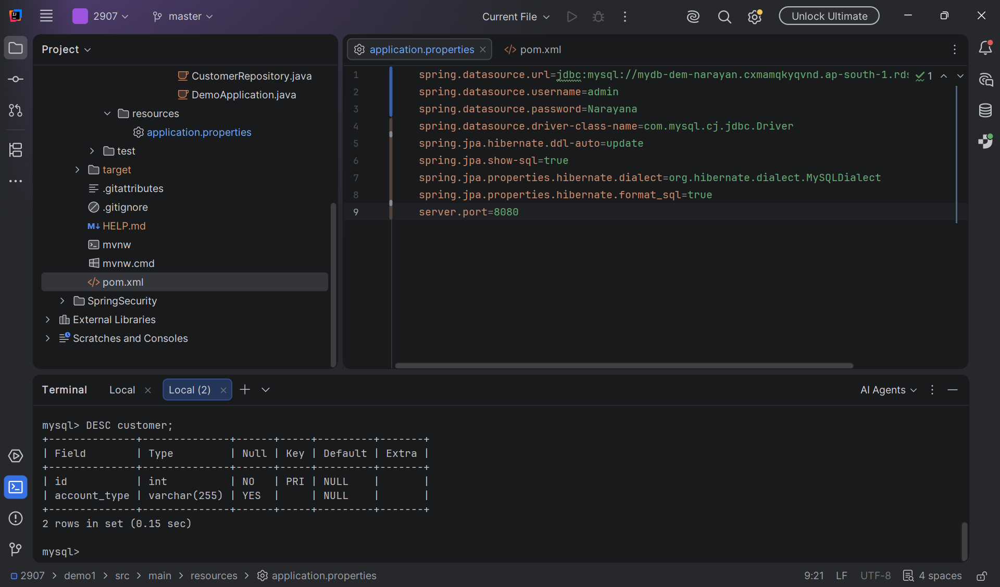 2907
master
Current File
Unlock Ultimate
Project
CustomerRepository.java
DemoApplication.java
resources
application.properties
test
target
.gitattributes
.gitignore
M↓ HELP.md
mvnw
mvnw.cmd
</> pom.xml
SpringSecurity
External Libraries
Scratches and Consoles
application.properties
</> pom.xml
1 spring.datasource.url=jdbc:mysql://mydb-dem-narayan.cxmamqkyqvnd.ap-south-1.rds
1
2 spring.datasource.username=admin
3 spring.datasource.password=Narayana
4 spring.datasource.driver-class-name=com.mysql.cj.jdbc.Driver
5 spring.jpa.hibernate.ddl-auto=update
6 spring.jpa.show-sql=true
7 spring.jpa.properties.hibernate.dialect=org.hibernate.dialect.MySQLDialect
8 spring.jpa.properties.hibernate.format_sql=true
9 server.port=8080
Terminal
Local
Local (2)
AI Agents
mysql> DESC customer;
+--------------+--------------+------+-----+---------+-------+
| Field        | Type         | Null | Key | Default | Extra |
+--------------+--------------+------+-----+---------+-------+
| id           | int          | NO   | PRI | NULL    |       |
| account_type | varchar(255) | YES  |     | NULL    |       |
+--------------+--------------+------+-----+---------+-------+
2 rows in set (0.15 sec)
mysql>
2907 > demo1 > src > main > resources > application.properties
9:21
LF
UTF-8
4 spaces